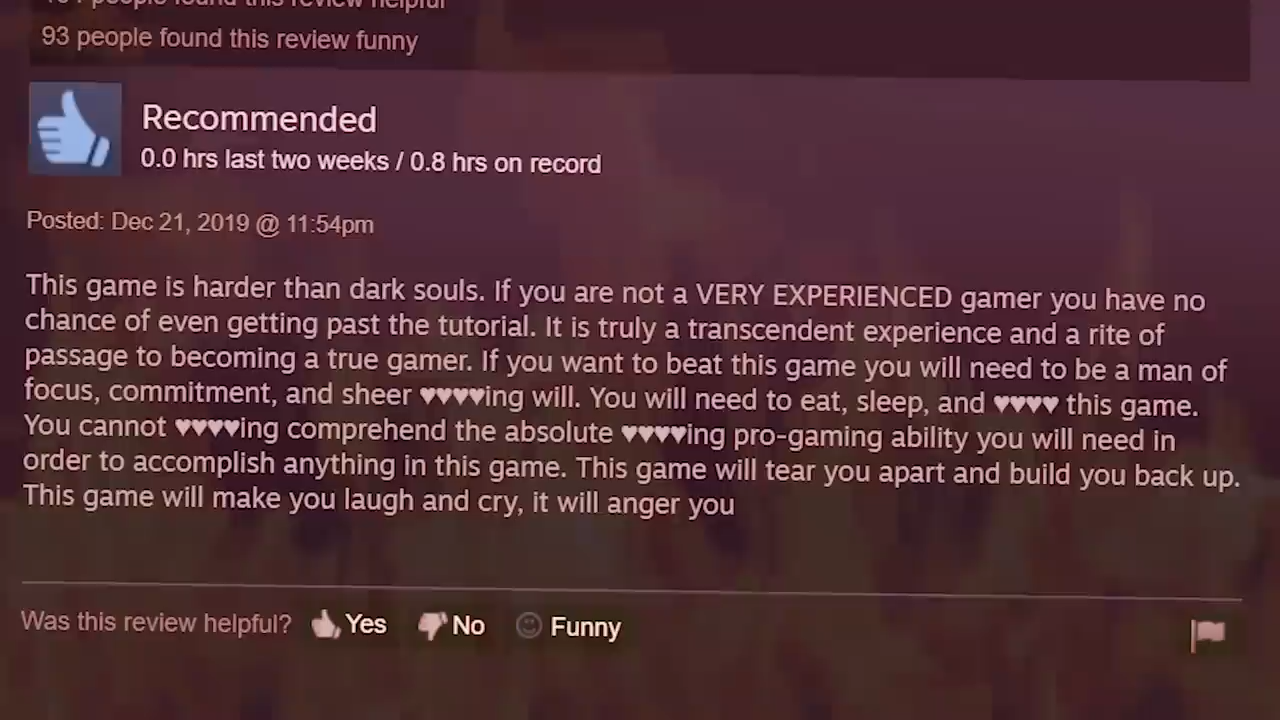 people found this review helpful
93 people found this review funny
Recommended
0.0 hrs last two weeks / 0.8 hrs on record
Posted: Dec 21, 2019 @ 11:54pm
This game is harder than dark souls. If you are not a VERY EXPERIENCED gamer you have no
chance of even getting past the tutorial. It is truly a transcendent experience and a rite of
passage to becoming a true gamer. If you want to beat this game you will need to be a man of
focus, commitment, and sheer ♥♥♥♥ing will. You will need to eat, sleep, and ♥♥♥♥ this game.
You cannot ♥♥♥♥ing comprehend the absolute ♥♥♥♥ing pro-gaming ability you will need in
order to accomplish anything in this game. This game will tear you apart and build you back up.
This game will make you laugh and cry, it will anger you
Was this review helpful? Yes No Funny